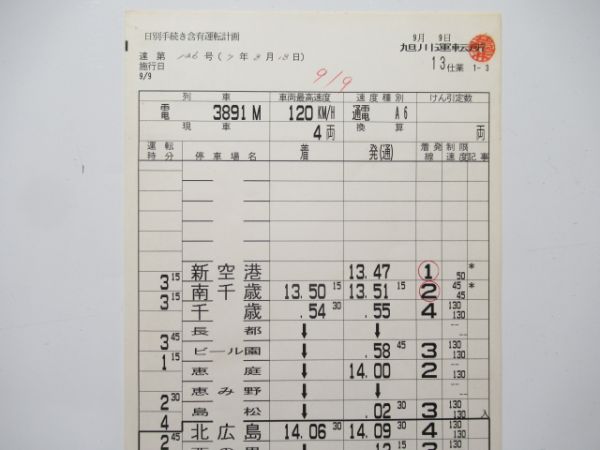 日別手続き含有運転計画
9月 9日
達 第 126 号 (7 年 8 月 18 日)
旭川運転所
施行日
9/9
9/9
13仕業 1-3
列 車 車両最高速度 速度種別 けん引定数
電 3891M 120KM/H 通電 A6
現 車 4両 換 算 両
運転時分 停車場名 着 発(通) 着発線 制限速度 記事
新空港 13.47 1 50 *
3 15
南千歳 13.50 15 13.51 15 2 45 45 *
3 15
千歳 .54 30 .55 4 130 130
長都 ↓ ↓ -- --
3 45
ビール園 ↓ .58 45 3 130 130
1 15
恵庭 ↓ 14.00 2 130 130
恵み野 ↓ ↓ -- --
2 30
島松 ↓ .02 30 3 130 130 入
4
北広島 14.06 30 14.09 30 4 130 130
2 45